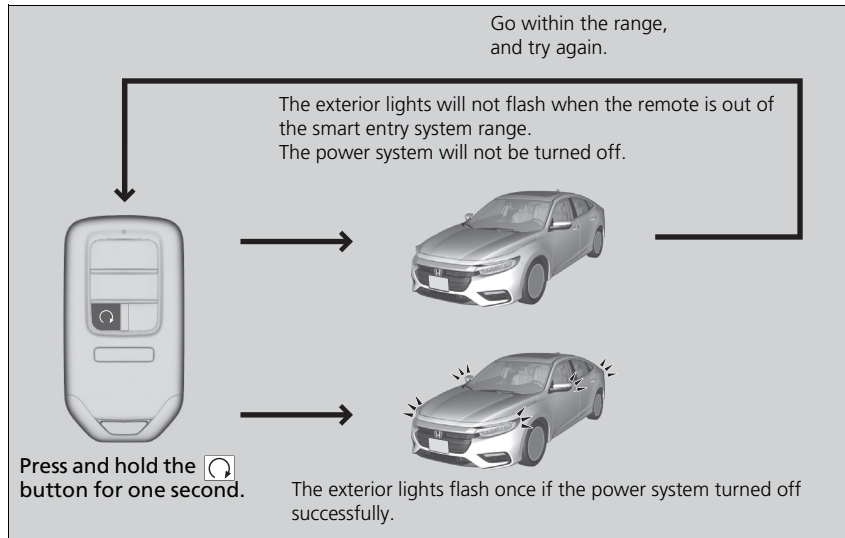 Go within the range,
and try again.
The exterior lights will not flash when the remote is out of
the smart entry system range.
The power system will not be turned off.
Press and hold the
button for one second.
The exterior lights flash once if the power system turned off
successfully.